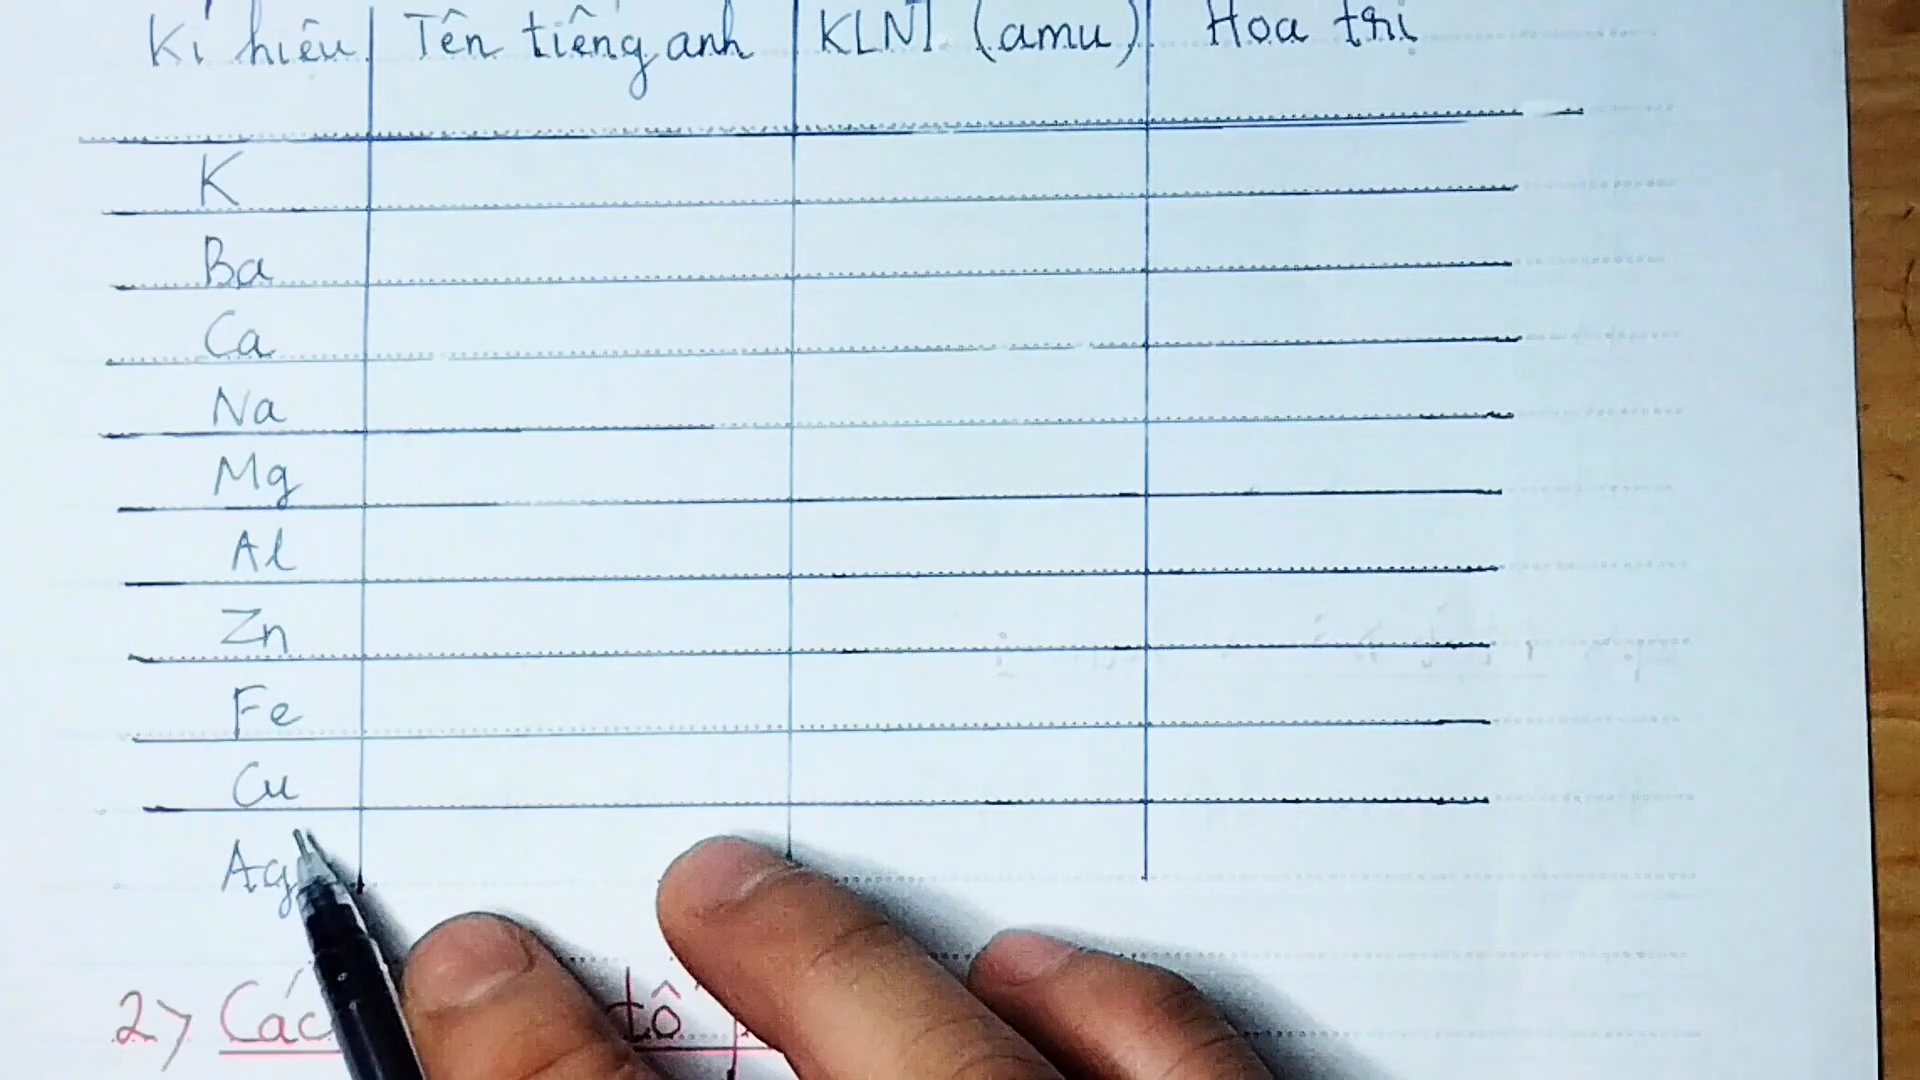 Kí hiệu Tên tiếng anh KLNT (amu) Hoa trị
K
Ba
Ca
Na
Mg
Al
Zn
Fe
Cu
Ag
2) Các tố